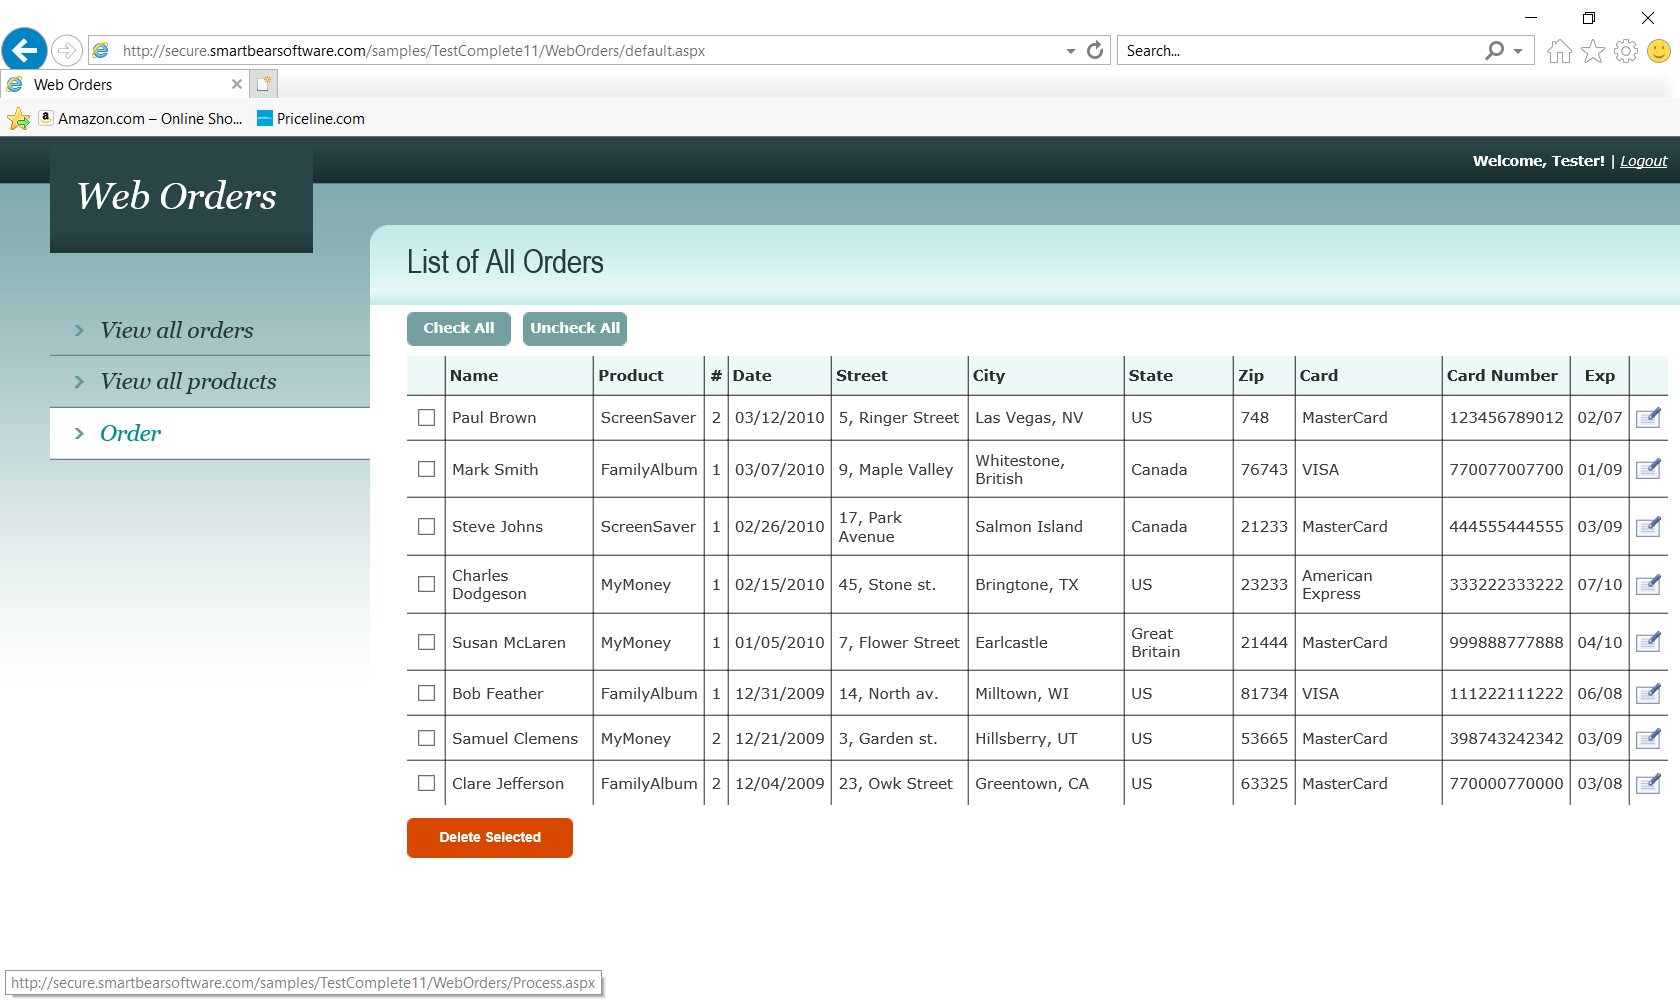 http://secure.smartbearsoftware.com/samples/TestComplete11/WebOrders/default.aspx
Search...
Web Orders
Amazon.com – Online Sho...
Priceline.com
Welcome, Tester! | Logout
Web Orders
List of All Orders
View all orders
View all products
Order
Check All Uncheck All
Name Product # Date Street City State Zip Card Card Number Exp
Paul Brown ScreenSaver 2 03/12/2010 5, Ringer Street Las Vegas, NV US 748 MasterCard 123456789012 02/07
Mark Smith FamilyAlbum 1 03/07/2010 9, Maple Valley Whitestone, British Canada 76743 VISA 770077007700 01/09
Steve Johns ScreenSaver 1 02/26/2010 17, Park Avenue Salmon Island Canada 21233 MasterCard 444555444555 03/09
Charles Dodgeson MyMoney 1 02/15/2010 45, Stone st. Bringtone, TX US 23233 American Express 333222333222 07/10
Susan McLaren MyMoney 1 01/05/2010 7, Flower Street Earlcastle Great Britain 21444 MasterCard 999888777888 04/10
Bob Feather FamilyAlbum 1 12/31/2009 14, North av. Milltown, WI US 81734 VISA 111222111222 06/08
Samuel Clemens MyMoney 2 12/21/2009 3, Garden st. Hillsberry, UT US 53665 MasterCard 398743242342 03/09
Clare Jefferson FamilyAlbum 2 12/04/2009 23, Owk Street Greentown, CA US 63325 MasterCard 770000770000 03/08
Delete Selected
http://secure.smartbearsoftware.com/samples/TestComplete11/WebOrders/Process.aspx